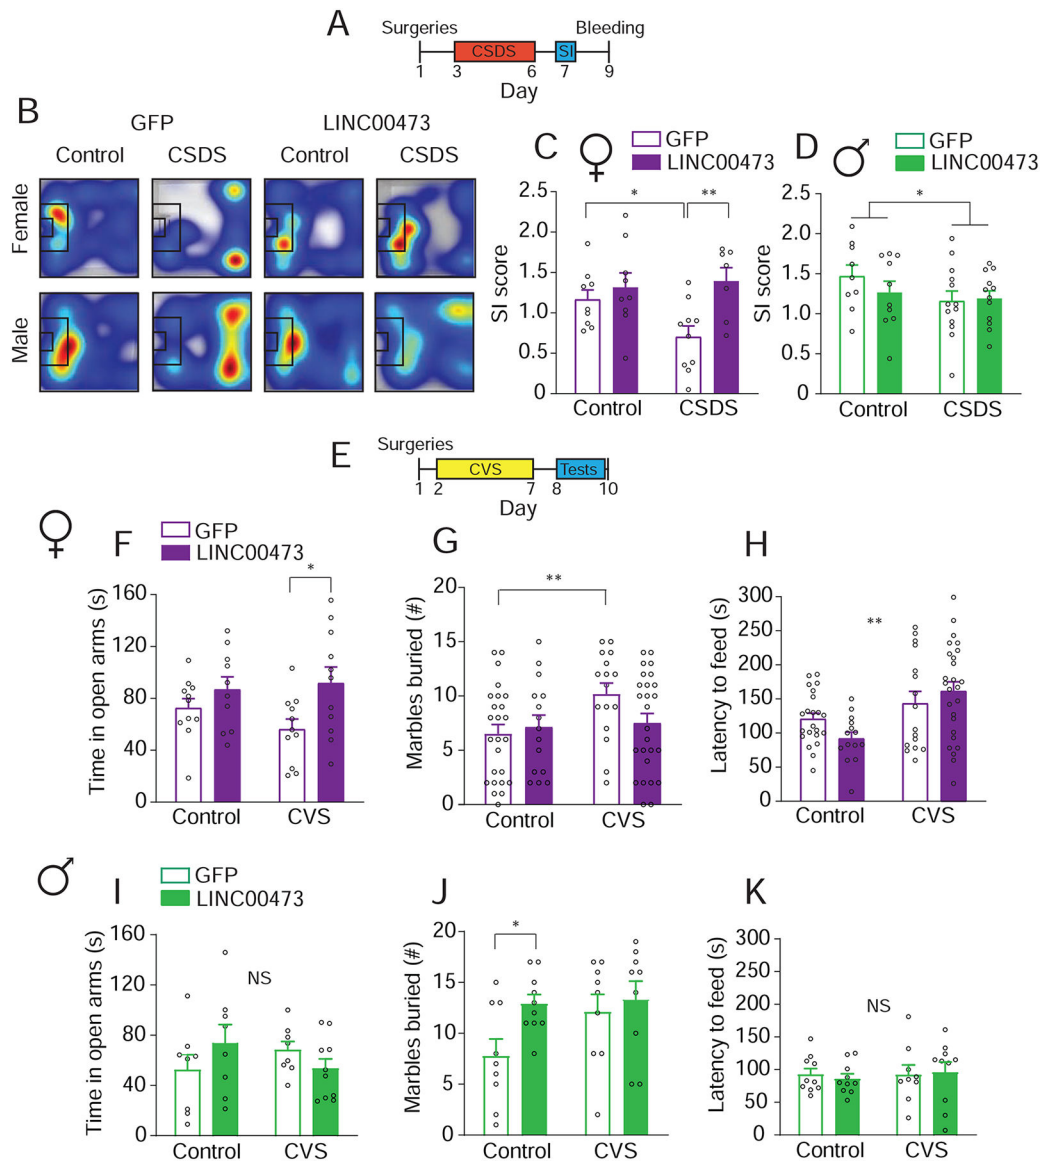 A
Surgeries Bleeding
CSDS SI
1 3 6 7 9
Day
B
GFP LINC00473
Control CSDS Control CSDS
Female
Male
C
GFP
LINC00473
* **
SI score
2.5
2.0
1.5
1.0
0.5
0
Control CSDS
D
GFP
LINC00473
*
SI score
2.5
2.0
1.5
1.0
0.5
0
Control CSDS
E
Surgeries
CVS Tests
1 2 7 8 10
Day
F
GFP
LINC00473
*
Time in open arms (s)
160
120
80
40
0
Control CVS
G
**
Marbles buried (#)
20
15
10
5
0
Control CVS
H
**
Latency to feed (s)
300
250
200
150
100
50
0
Control CVS
I
GFP
LINC00473
NS
Time in open arms (s)
160
120
80
40
0
Control CVS
J
*
Marbles buried (#)
20
15
10
5
0
Control CVS
K
NS
Latency to feed (s)
300
250
200
150
100
50
0
Control CVS